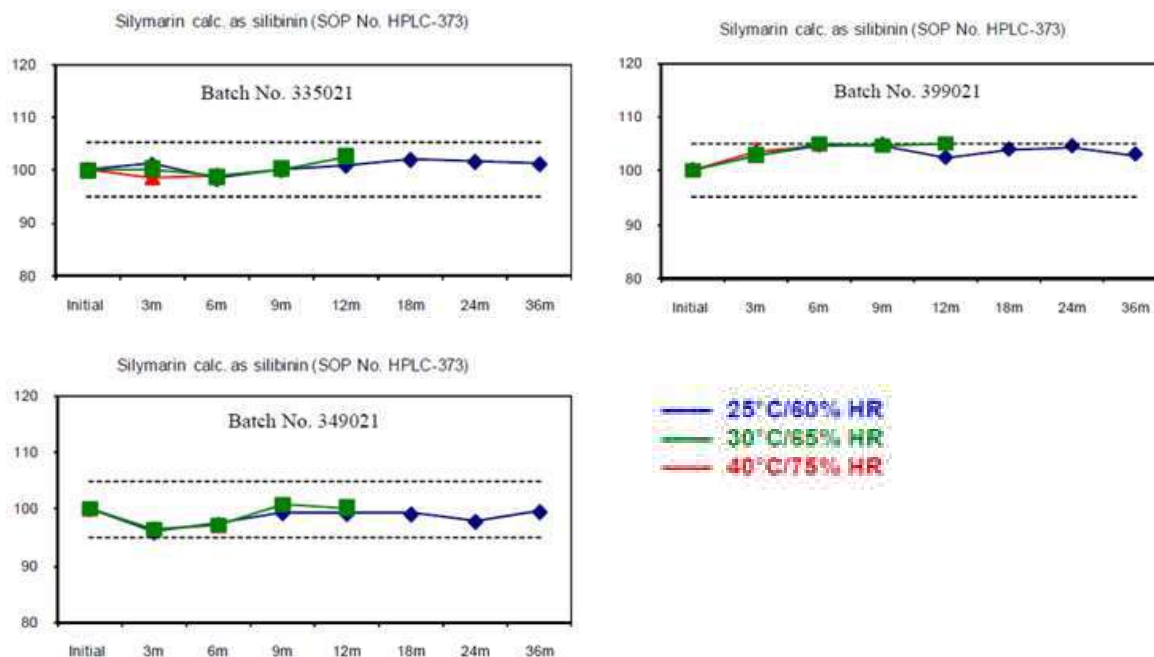 Silymarin calc. as silibinin (SOP No. HPLC-373)
120
110
100
90
80
Batch No. 335021
Initial 3m 6m 9m 12m 18m 24m 36m
Silymarin calc. as silibinin (SOP No. HPLC-373)
120
110
100
90
80
Batch No. 399021
Initial 3m 6m 9m 12m 18m 24m 36m
Silymarin calc. as silibinin (SOP No. HPLC-373)
120
110
100
90
80
Batch No. 349021
Initial 3m 6m 9m 12m 18m 24m 36m
25°C/60% HR
30°C/65% HR
40°C/75% HR